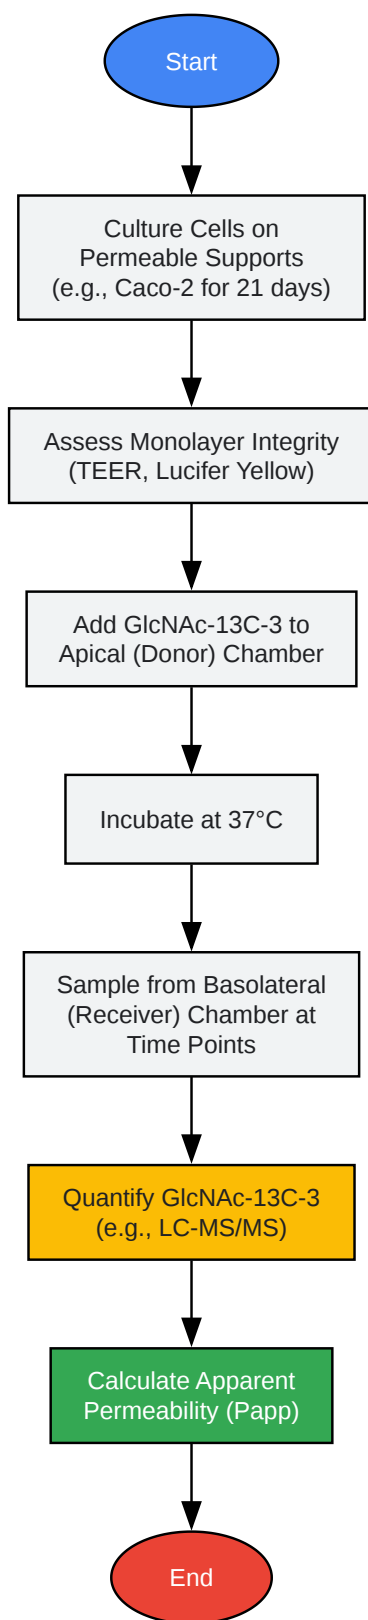 Start
Culture Cells on
Permeable Supports
(e.g., Caco-2 for 21 days)
Assess Monolayer Integrity
(TEER, Lucifer Yellow)
Add GlcNAc-13C-3 to
Apical (Donor) Chamber
Incubate at 37°C
Sample from Basolateral
(Receiver) Chamber at
Time Points
Quantify GlcNAc-13C-3
(e.g., LC-MS/MS)
Calculate Apparent
Permeability (Papp)
End